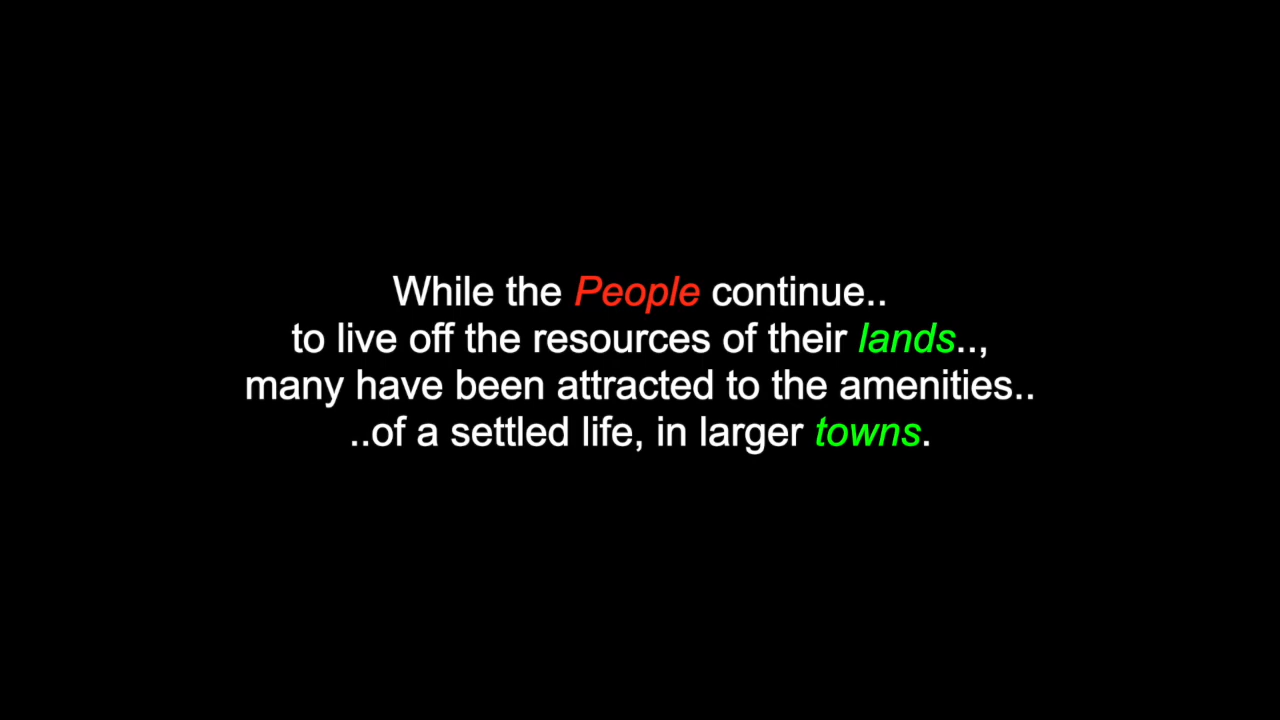 While the People continue..
to live off the resources of their lands..,
many have been attracted to the amenities..
..of a settled life, in larger towns.